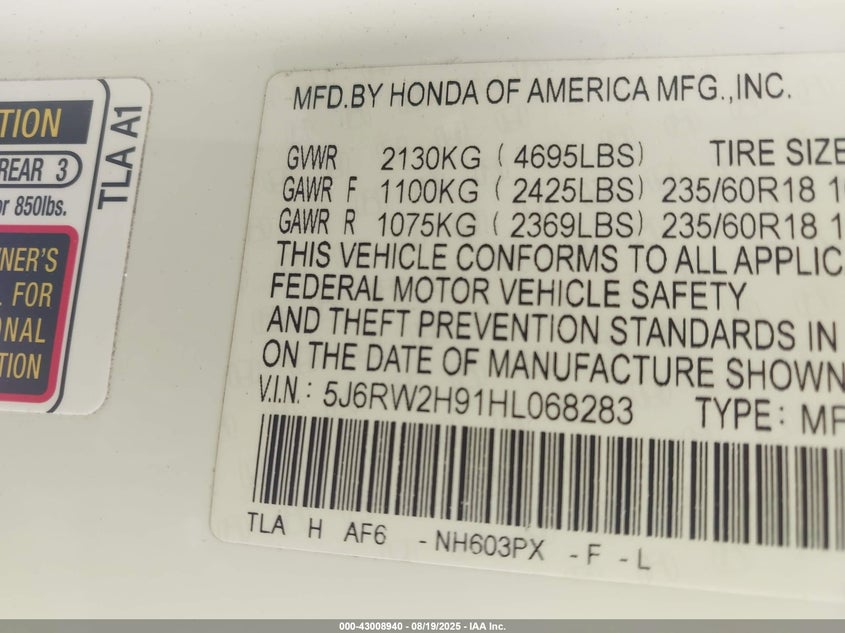 TION
REAR 3
or 850lbs.
NER'S
FOR
ONAL
TION
TLA A1
MFD.BY HONDA OF AMERICA MFG.,INC.
GVWR 2130KG ( 4695LBS) TIRE SIZE
GAWR F 1100KG ( 2425LBS) 235/60R18 1
GAWR R 1075KG ( 2369LBS) 235/60R18 1
THIS VEHICLE CONFORMS TO ALL APPLIC
FEDERAL MOTOR VEHICLE SAFETY
AND THEFT PREVENTION STANDARDS IN
ON THE DATE OF MANUFACTURE SHOWN
V.I.N.: 5J6RW2H91HL068283 TYPE: MP
TLA H AF6 -NH603PX -F -L
000-43008940 - 08/19/2025 - IAA Inc.